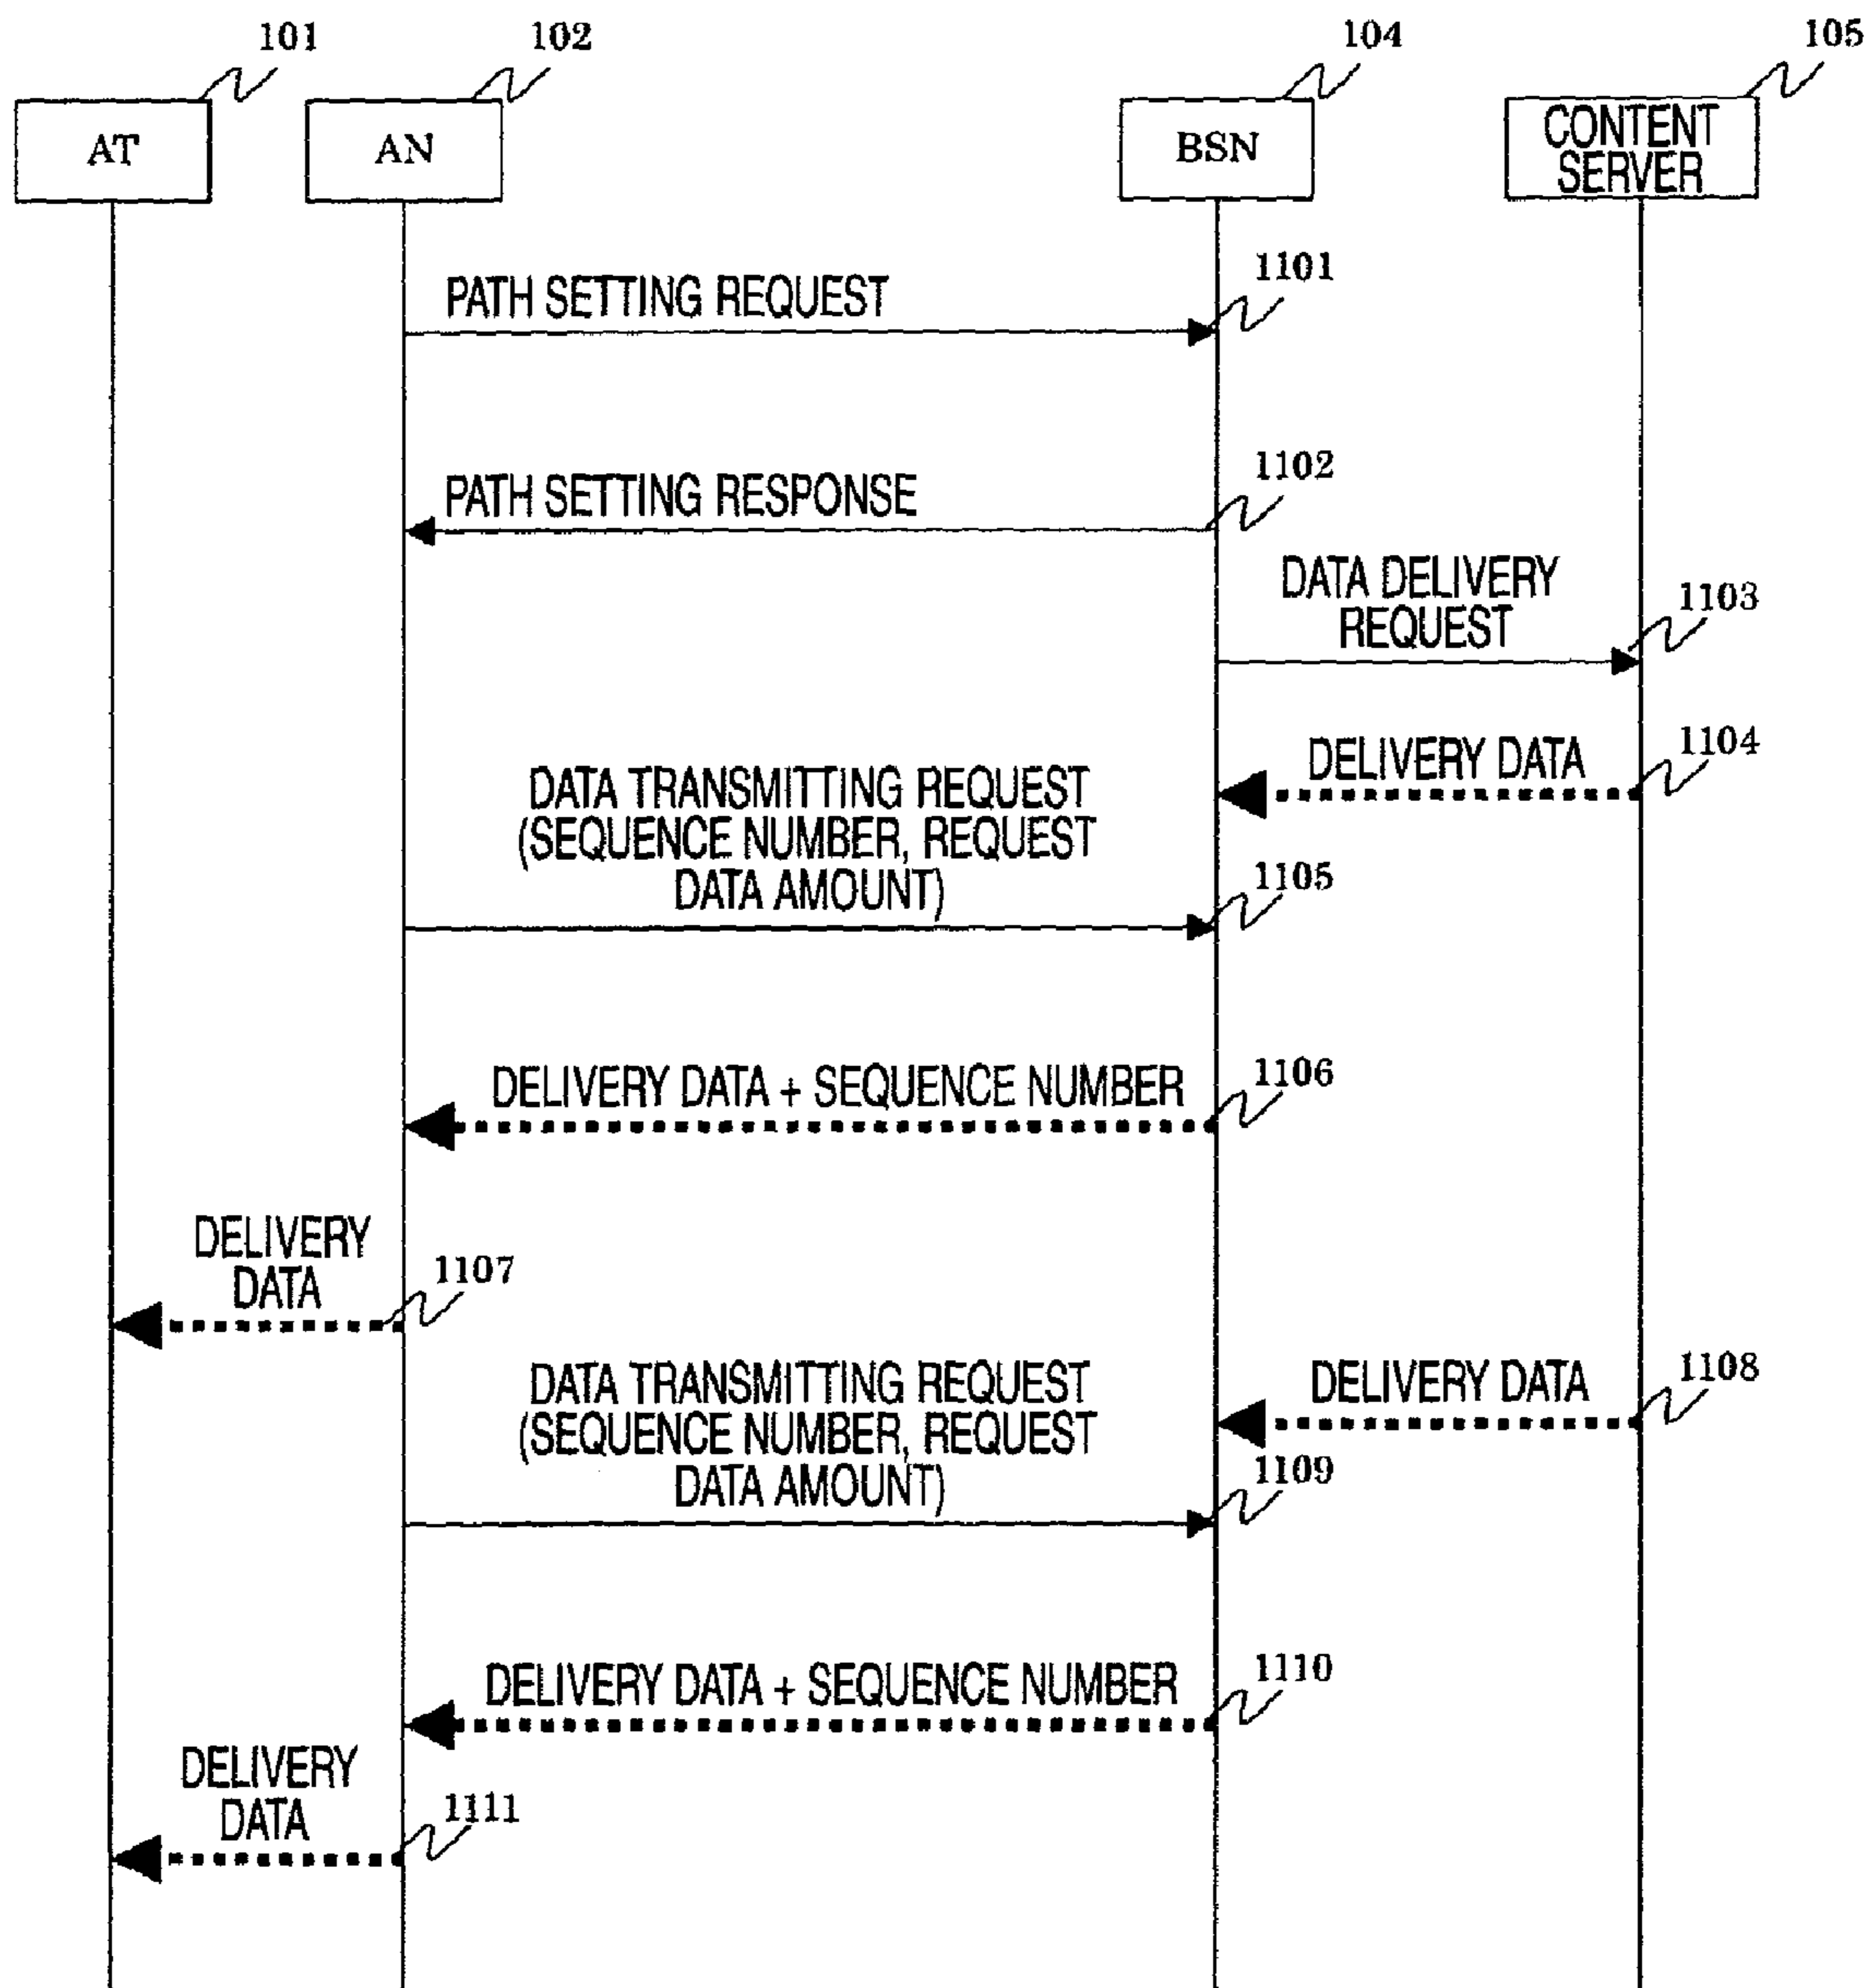 101
102
104
105
AT
AN
BSN
CONTENT
SERVER
PATH SETTING REQUEST
1101
PATH SETTING RESPONSE
1102
DATA DELIVERY
REQUEST
1103
DELIVERY DATA
1104
DATA TRANSMITTING REQUEST
(SEQUENCE NUMBER, REQUEST
DATA AMOUNT)
1105
DELIVERY DATA + SEQUENCE NUMBER
1106
DELIVERY
DATA
1107
DELIVERY DATA
1108
DATA TRANSMITTING REQUEST
(SEQUENCE NUMBER, REQUEST
DATA AMOUNT)
1109
DELIVERY DATA + SEQUENCE NUMBER
1110
DELIVERY
DATA
1111